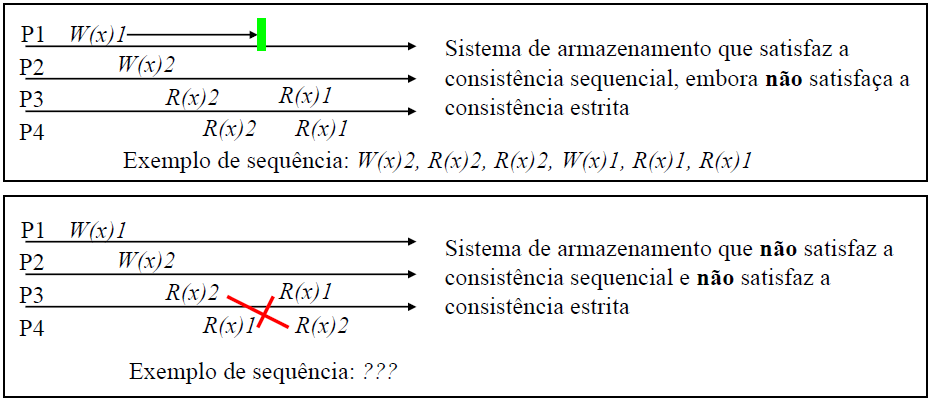 P1 W(x)1
P2 W(x)2
P3 R(x)2 R(x)1
P4 R(x)2 R(x)1
Sistema de armazenamento que satisfaz a
consistência sequencial, embora não satisfaça a
consistência estrita
Exemplo de sequência: W(x)2, R(x)2, R(x)2, W(x)1, R(x)1, R(x)1
P1 W(x)1
P2 W(x)2
P3 R(x)2 R(x)1
P4 R(x)1 R(x)2
Sistema de armazenamento que não satisfaz a
consistência sequencial e não satisfaz a
consistência estrita
Exemplo de sequência: ???